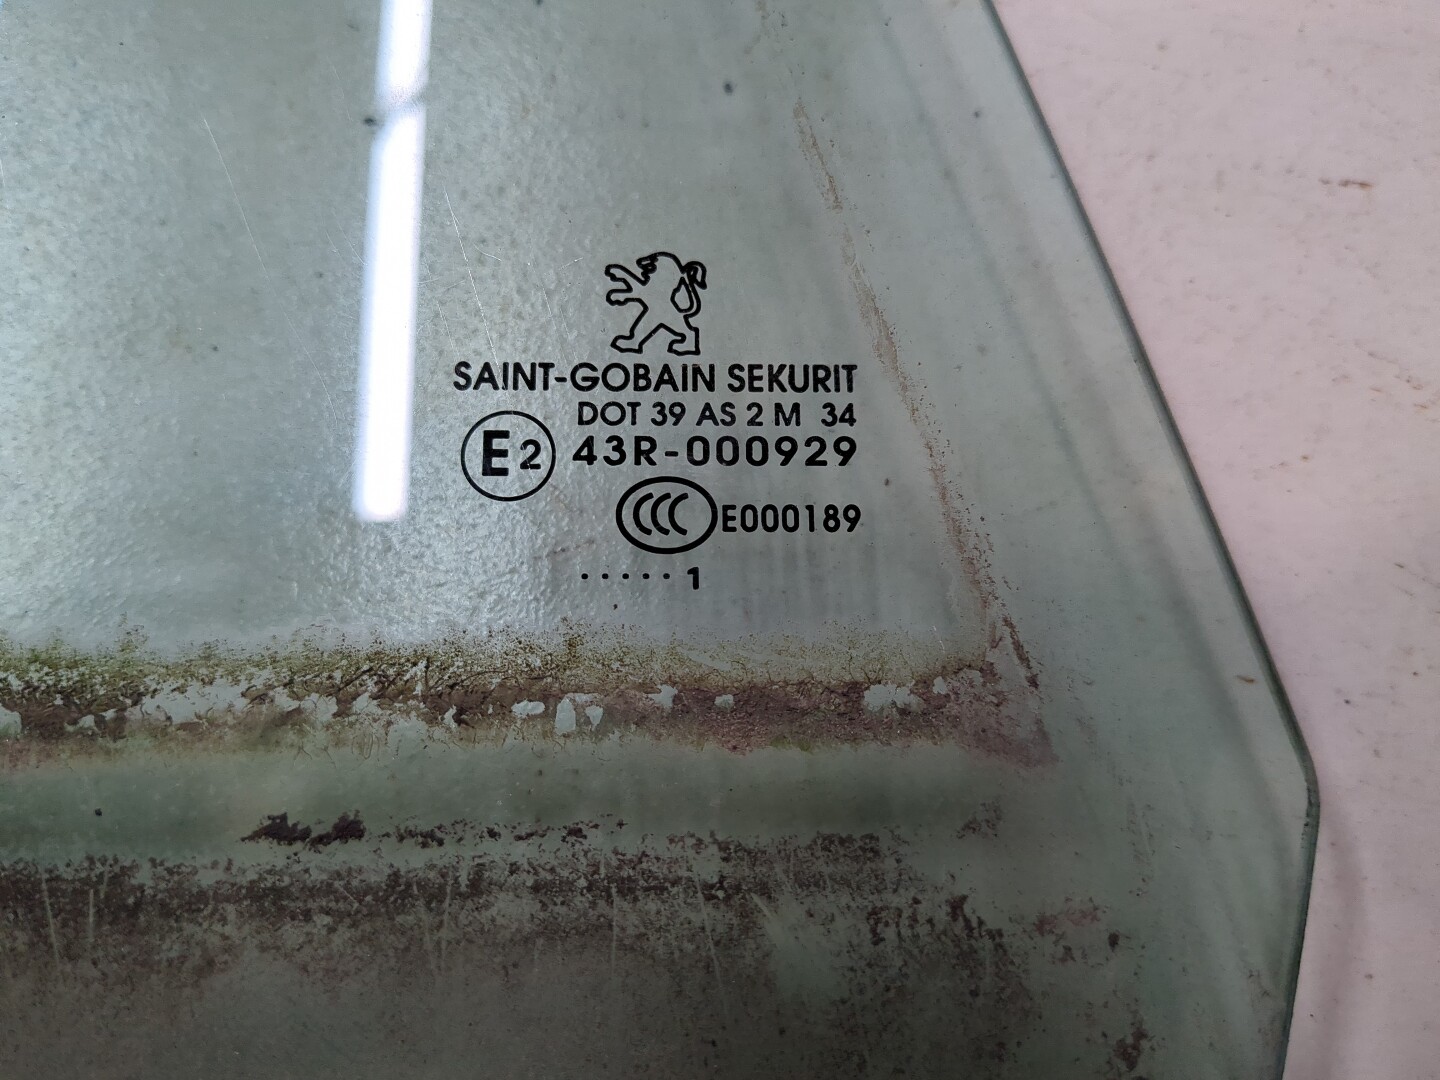 SAINT-GOBAIN SEKURIT
DOT 39 AS 2 M 34
E2 43R-000929
CCC E000189
· · · · · 1